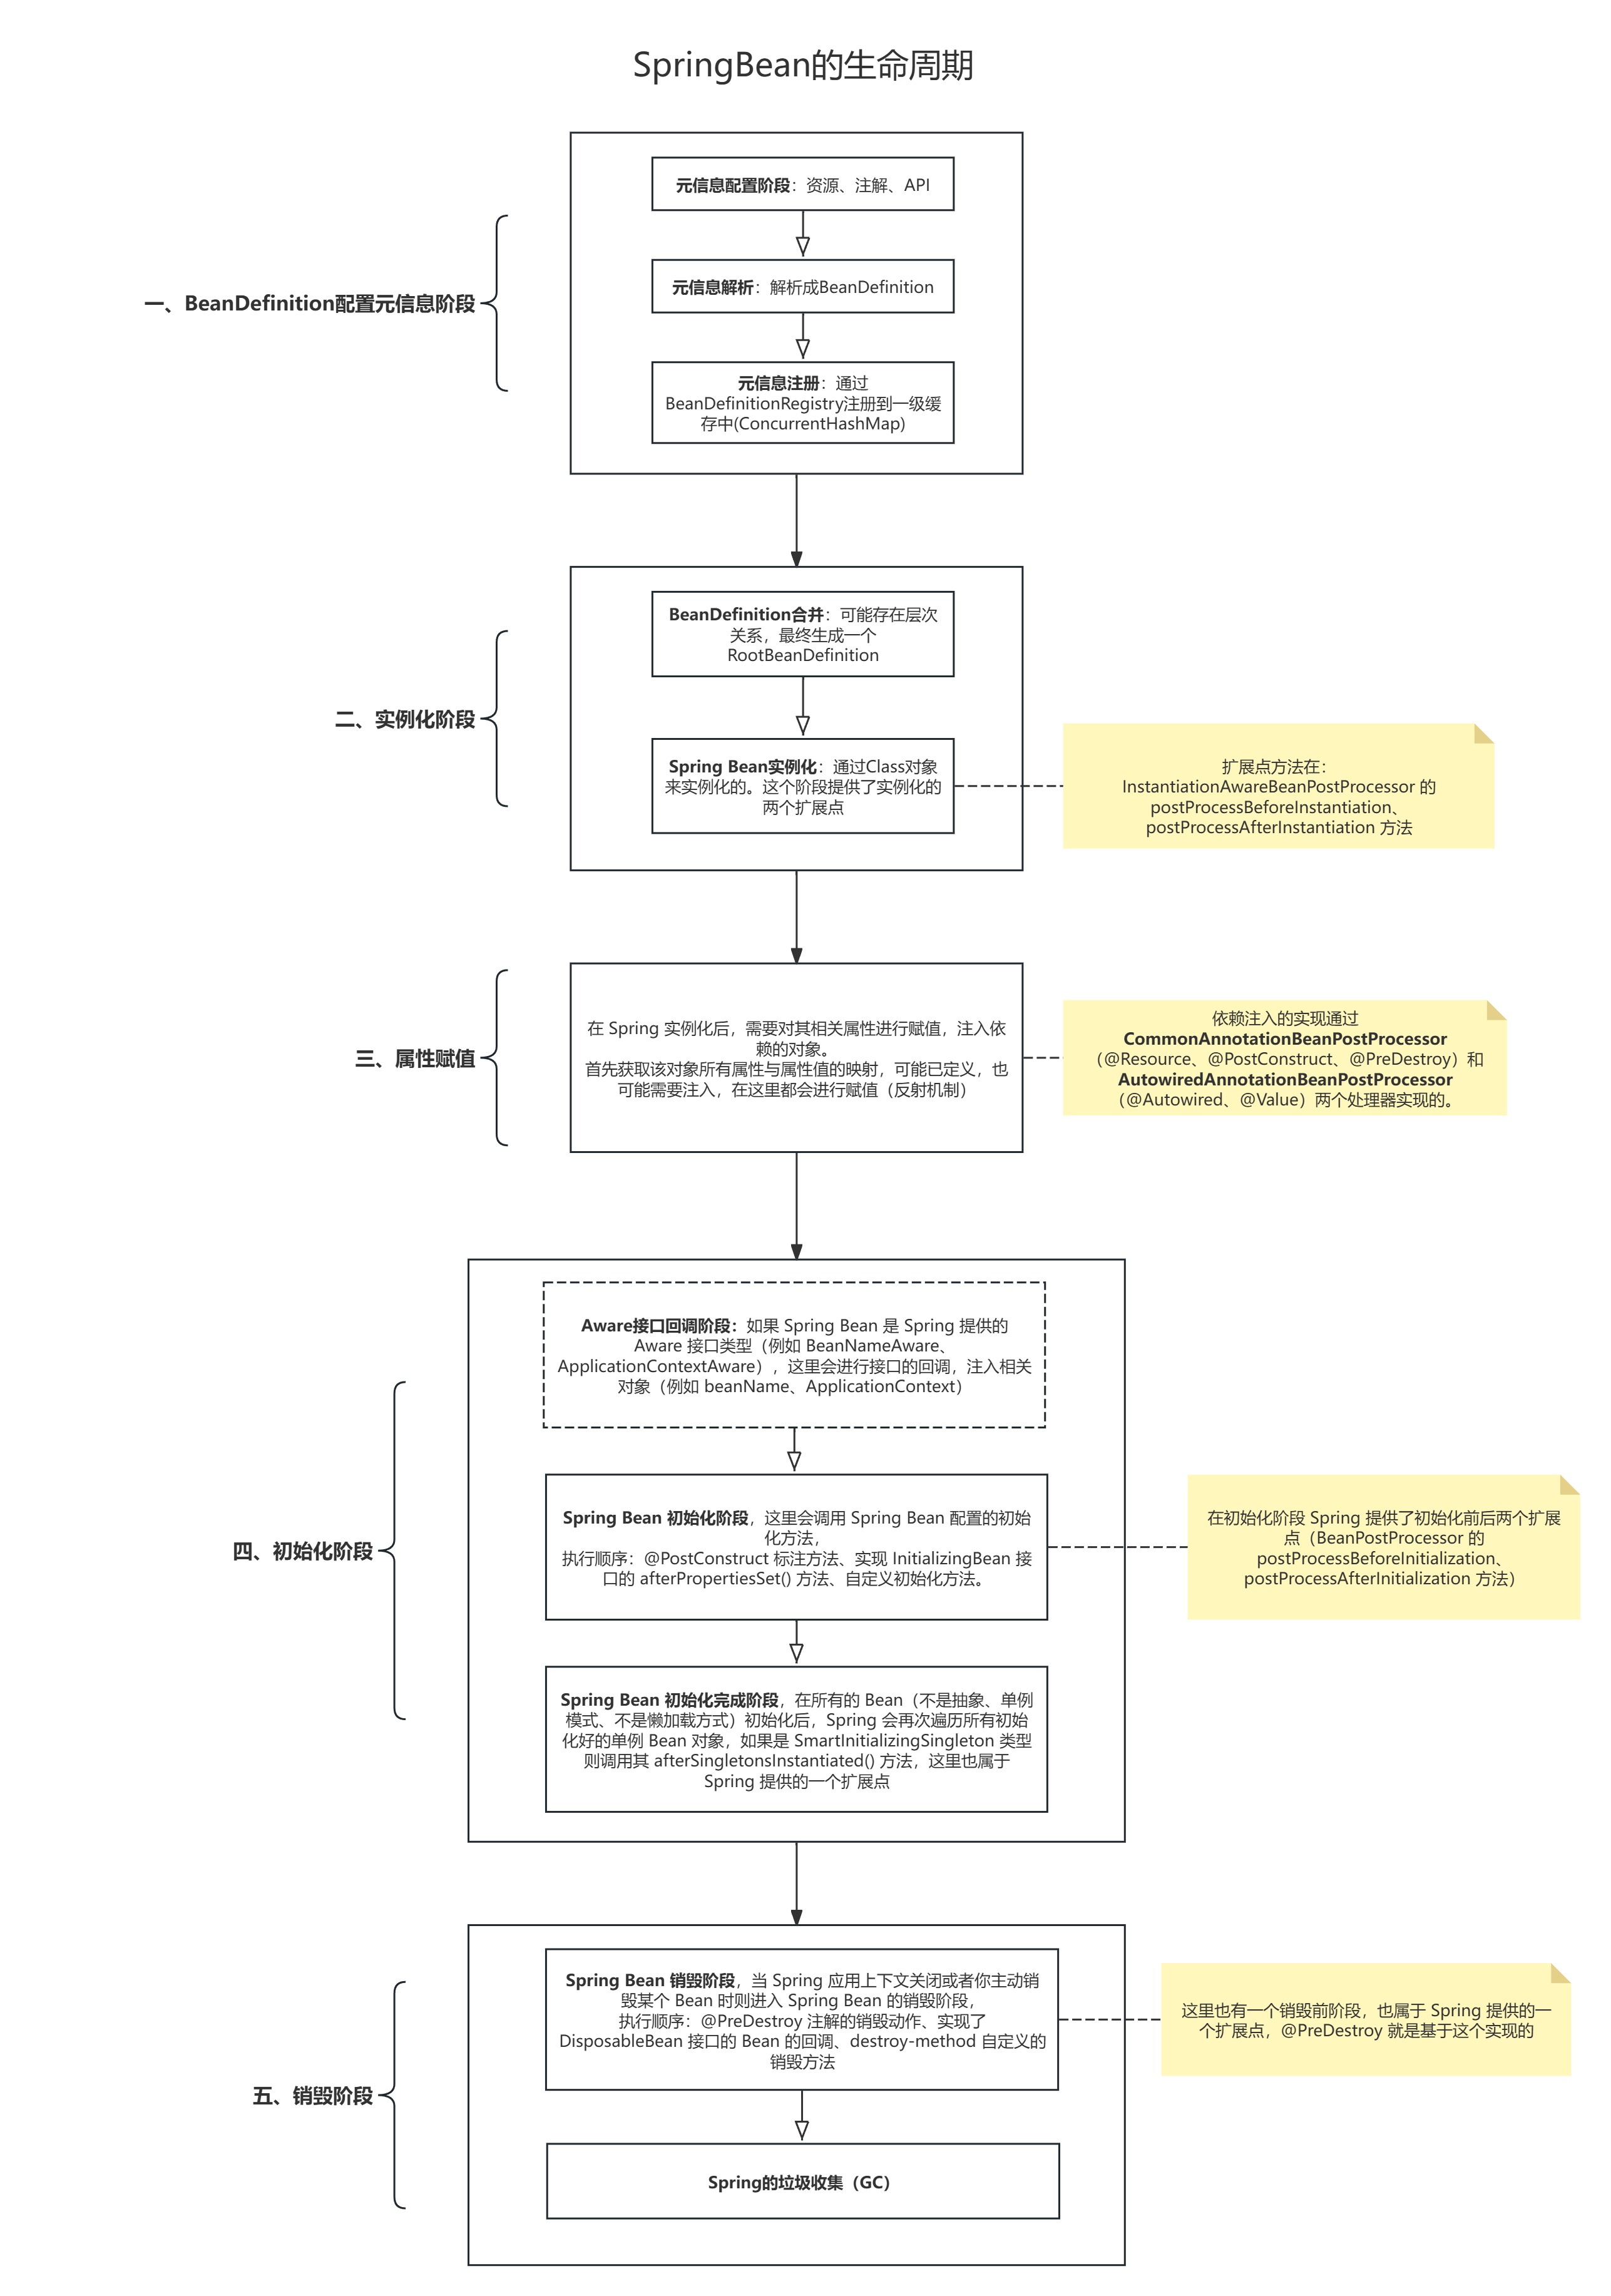 SpringBean的生命周期
元信息配置阶段：资源、注解、API
元信息解析：解析成BeanDefinition
一、BeanDefinition配置元信息阶段
元信息注册：通过
BeanDefinitionRegistry注册到一级缓
存中(ConcurrentHashMap)
BeanDefinition合并：可能存在层次
关系，最终生成一个
RootBeanDefinition
二、实例化阶段
Spring Bean实例化：通过Class对象
来实例化的。这个阶段提供了实例化的
两个扩展点
扩展点方法在：
InstantiationAwareBeanPostProcessor 的
postProcessBeforeInstantiation、
postProcessAfterInstantiation 方法
三、属性赋值
在 Spring 实例化后，需要对其相关属性进行赋值，注入依
赖的对象。
首先获取该对象所有属性与属性值的映射，可能已定义，也
可能需要注入，在这里都会进行赋值（反射机制）
依赖注入的实现通过
CommonAnnotationBeanPostProcessor
（@Resource、@PostConstruct、@PreDestroy）和
AutowiredAnnotationBeanPostProcessor
（@Autowired、@Value）两个处理器实现的。
Aware接口回调阶段：如果 Spring Bean 是 Spring 提供的
Aware 接口类型（例如 BeanNameAware、
ApplicationContextAware），这里会进行接口的回调，注入相关
对象（例如 beanName、ApplicationContext）
四、初始化阶段
Spring Bean 初始化阶段，这里会调用 Spring Bean 配置的初始
化方法，
执行顺序：@PostConstruct 标注方法、实现 InitializingBean 接
口的 afterPropertiesSet() 方法、自定义初始化方法。
在初始化阶段 Spring 提供了初始化前后两个扩展
点（BeanPostProcessor 的
postProcessBeforeInitialization、
postProcessAfterInitialization 方法）
Spring Bean 初始化完成阶段，在所有的 Bean（不是抽象、单例
模式、不是懒加载方式）初始化后，Spring 会再次遍历所有初始
化好的单例 Bean 对象，如果是 SmartInitializingSingleton 类型
则调用其 afterSingletonsInstantiated() 方法，这里也属于
Spring 提供的一个扩展点
Spring Bean 销毁阶段，当 Spring 应用上下文关闭或者你主动销
毁某个 Bean 时则进入 Spring Bean 的销毁阶段，
执行顺序：@PreDestroy 注解的销毁动作、实现了
DisposableBean 接口的 Bean 的回调、destroy-method 自定义的
销毁方法
这里也有一个销毁前阶段，也属于 Spring 提供的一
个扩展点，@PreDestroy 就是基于这个实现的
五、销毁阶段
Spring的垃圾收集（GC）